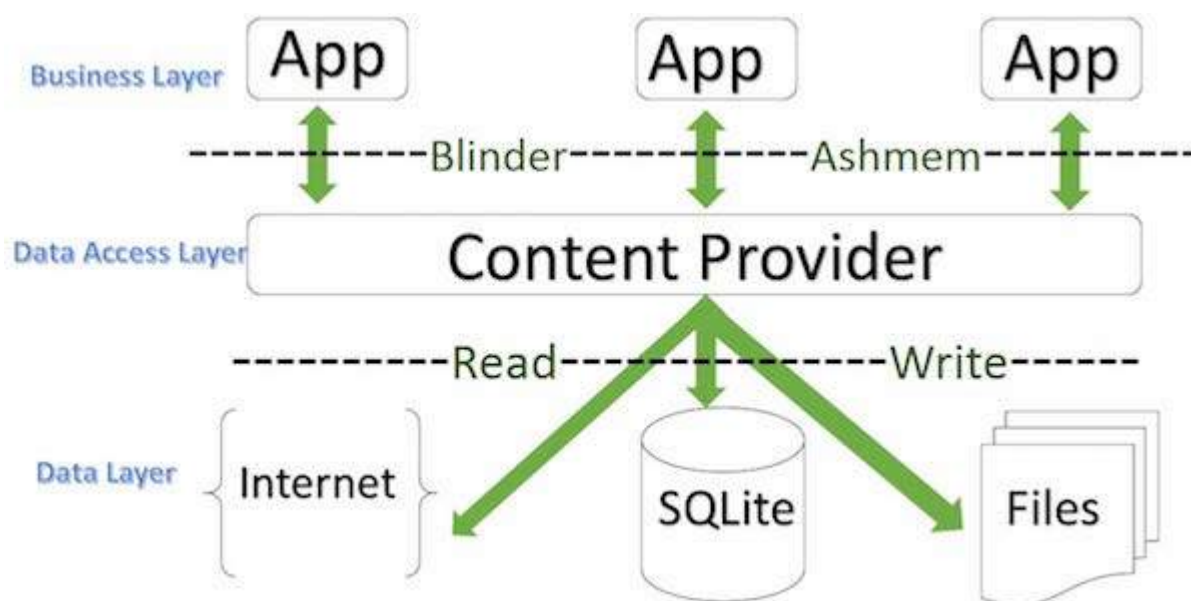 App App App
Business Layer
Blinder Ashmem
Data Access Layer
Content Provider
Read Write
Data Layer
Internet
SQLite
Files